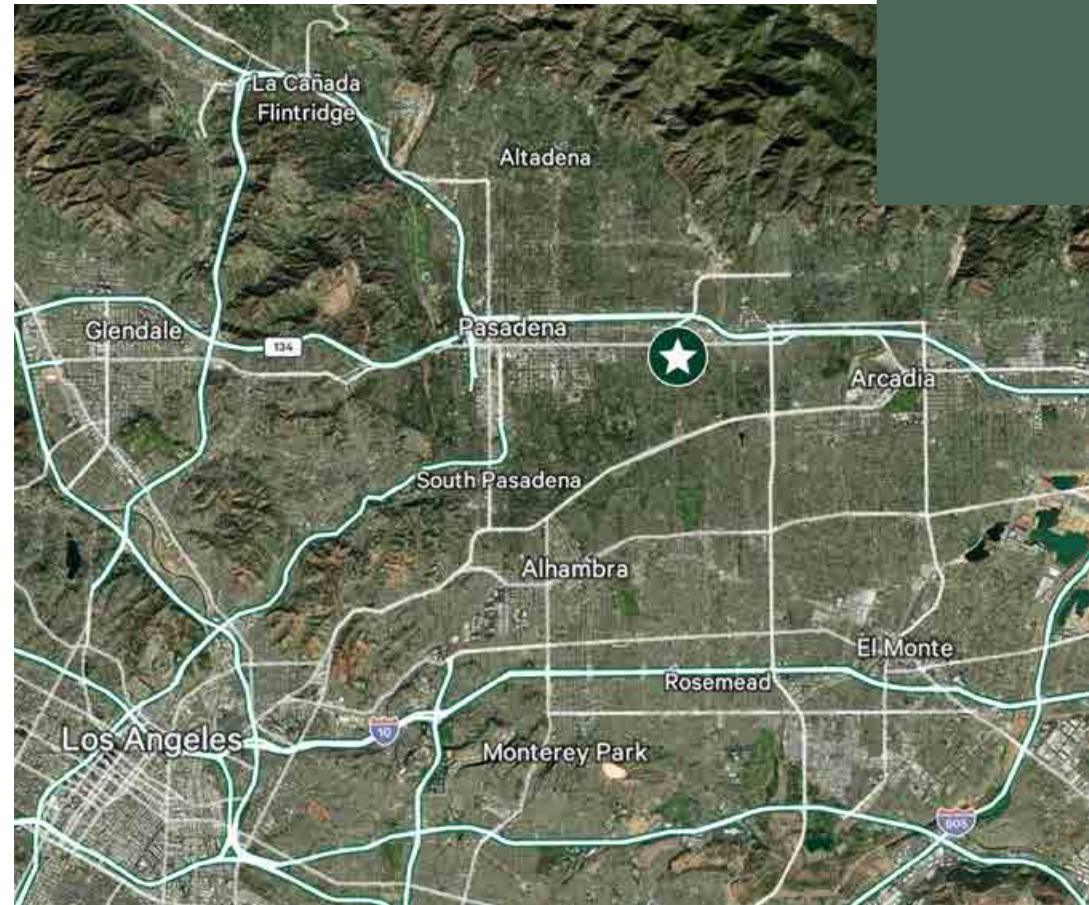 La Cañada
Flintridge
Altadena
Glendale
134
Pasadena
Arcadia
South Pasadena
Alhambra
El Monte
Rosemead
Los Angeles
10
Monterey Park
605